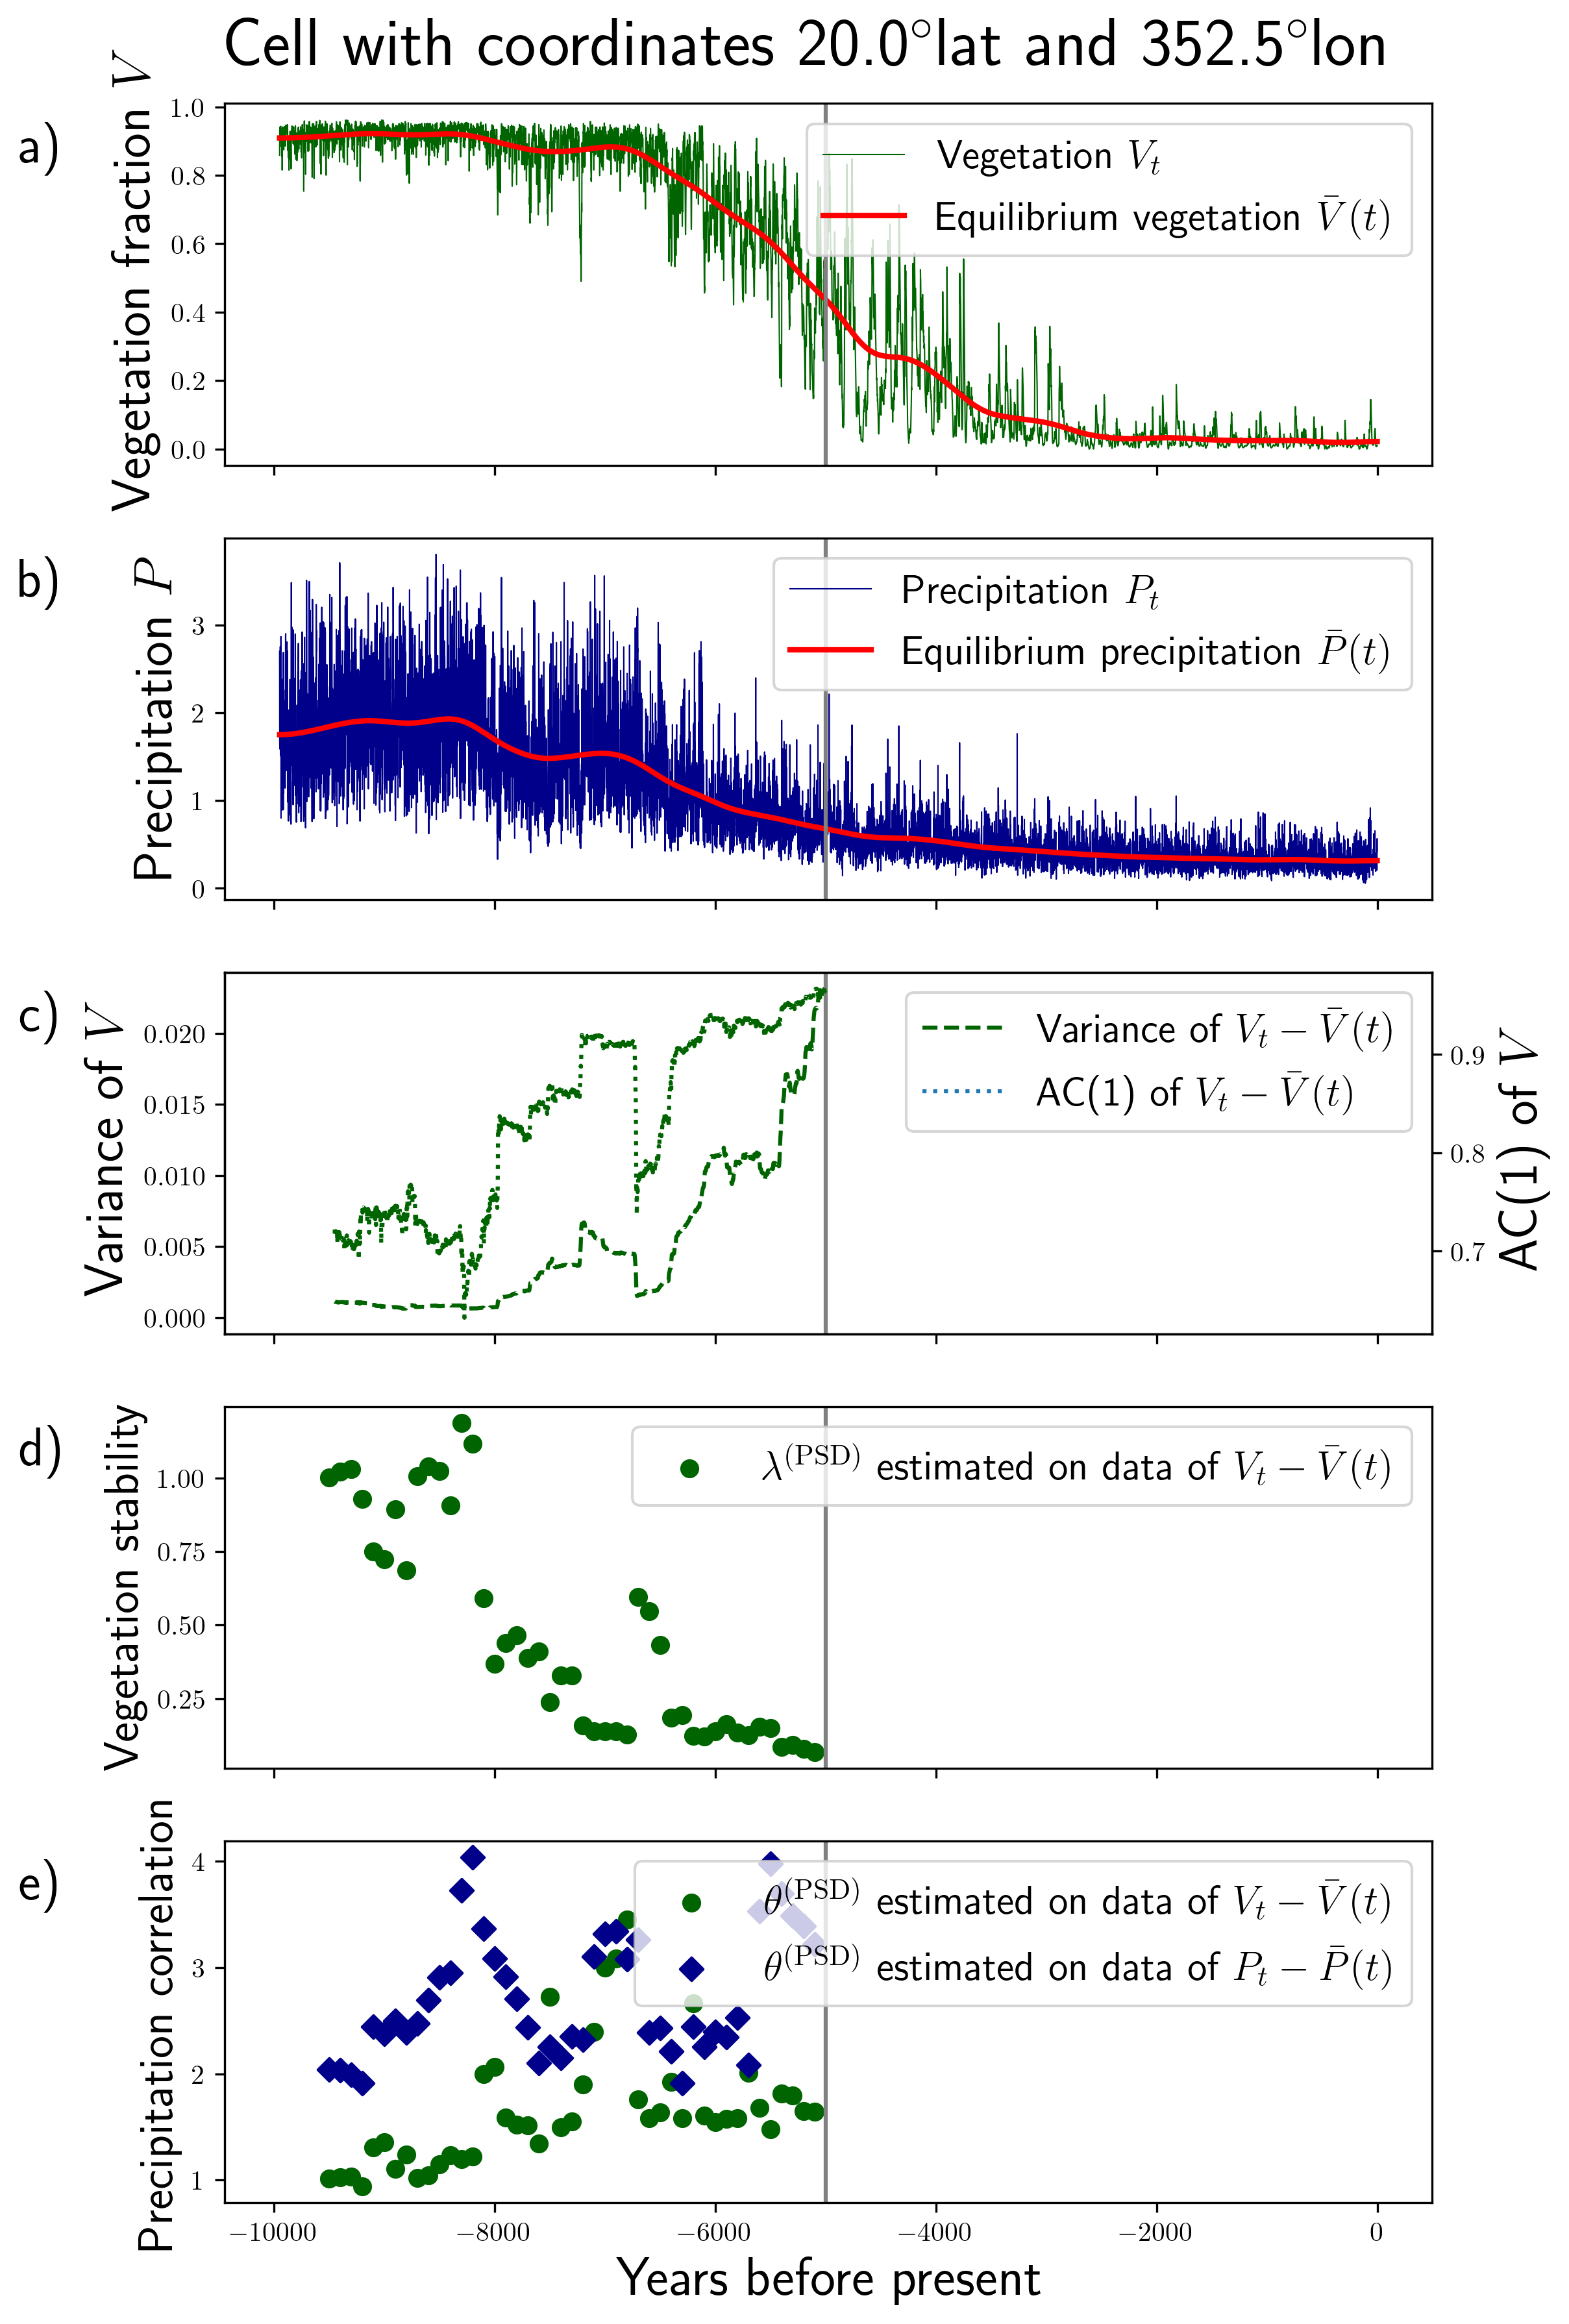 Cell with coordinates 20.0°lat and 352.5°lon
a)
Vegetation fraction V
1.0
0.8
0.6
0.4
0.2
0.0
Vegetation V_t
Equilibrium vegetation V̄(t)
b)
Precipitation P
3
2
1
0
Precipitation P_t
Equilibrium precipitation P̄(t)
c)
Variance of V
0.020
0.015
0.010
0.005
0.000
Variance of V_t − V̄(t)
AC(1) of V_t − V̄(t)
0.9
0.8
0.7
AC(1) of V
d)
Vegetation stability
1.00
0.75
0.50
0.25
λ^(PSD) estimated on data of V_t − V̄(t)
e)
Precipitation correlation
4
3
2
1
θ^(PSD) estimated on data of V_t − V̄(t)
θ^(PSD) estimated on data of P_t − P̄(t)
−10000 −8000 −6000 −4000 −2000 0
Years before present